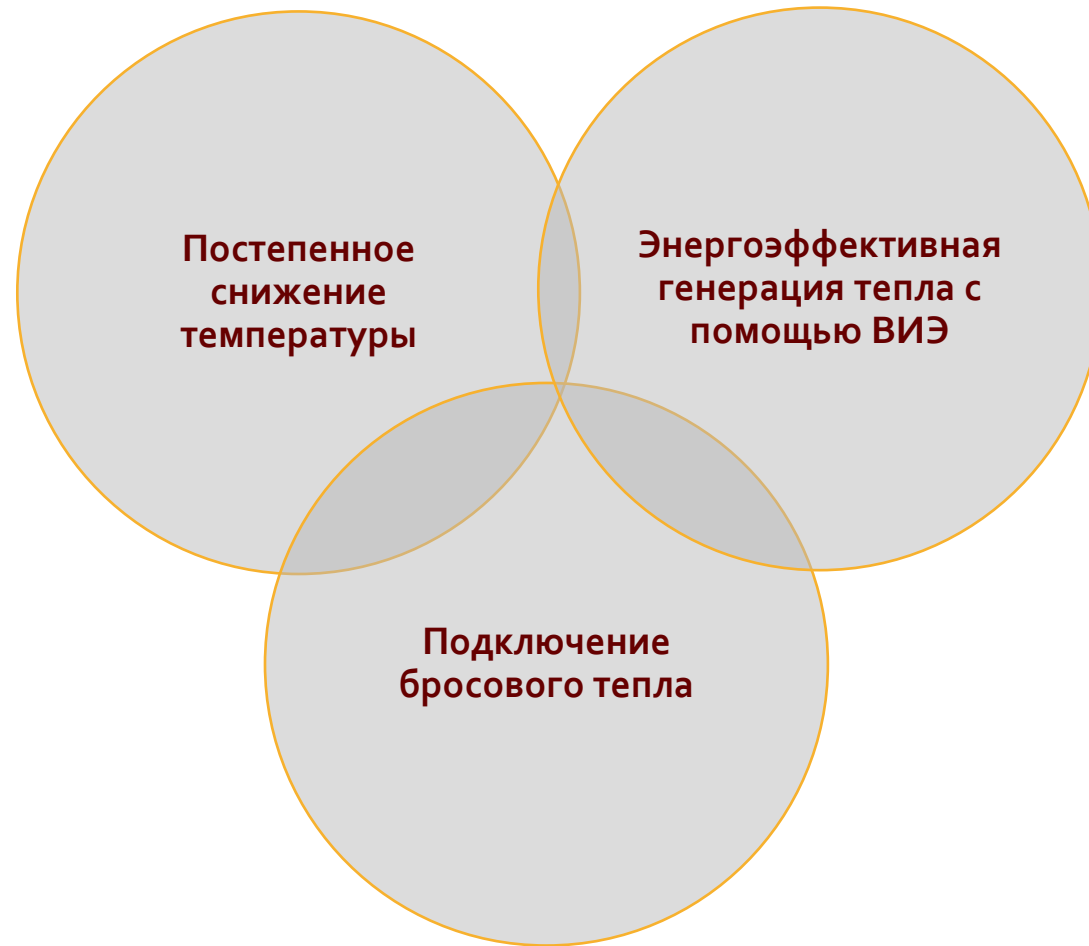 Постепенное
снижение
температуры
Энергоэффективная
генерация тепла с
помощью ВИЭ
Подключение
бросового тепла